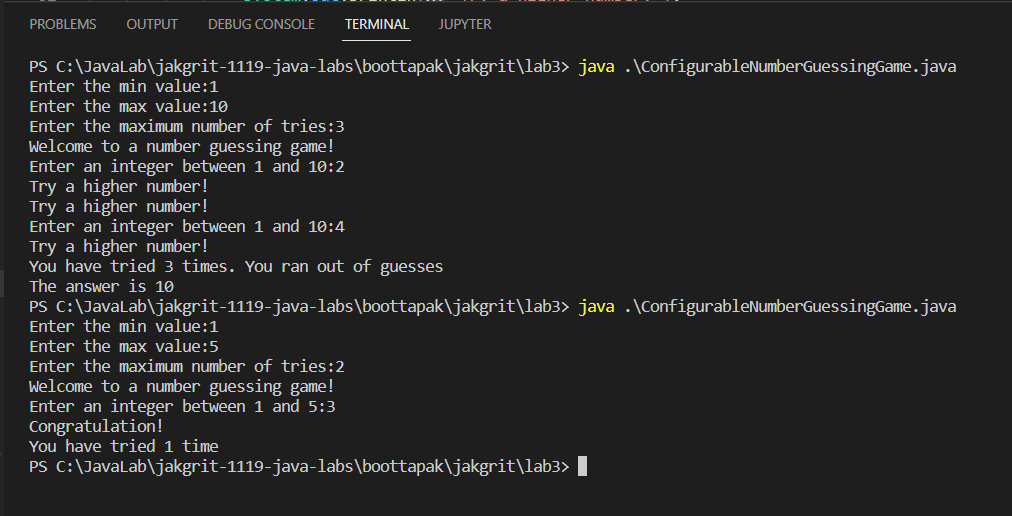 PROBLEMS OUTPUT DEBUG CONSOLE TERMINAL JUPYTER
PS C:\JavaLab\jakgrit-1119-java-labs\boottapak\jakgrit\lab3> java .\ConfigurableNumberGuessingGame.java
Enter the min value:1
Enter the max value:10
Enter the maximum number of tries:3
Welcome to a number guessing game!
Enter an integer between 1 and 10:2
Try a higher number!
Try a higher number!
Enter an integer between 1 and 10:4
Try a higher number!
You have tried 3 times. You ran out of guesses
The answer is 10
PS C:\JavaLab\jakgrit-1119-java-labs\boottapak\jakgrit\lab3> java .\ConfigurableNumberGuessingGame.java
Enter the min value:1
Enter the max value:5
Enter the maximum number of tries:2
Welcome to a number guessing game!
Enter an integer between 1 and 5:3
Congratulation!
You have tried 1 time
PS C:\JavaLab\jakgrit-1119-java-labs\boottapak\jakgrit\lab3>